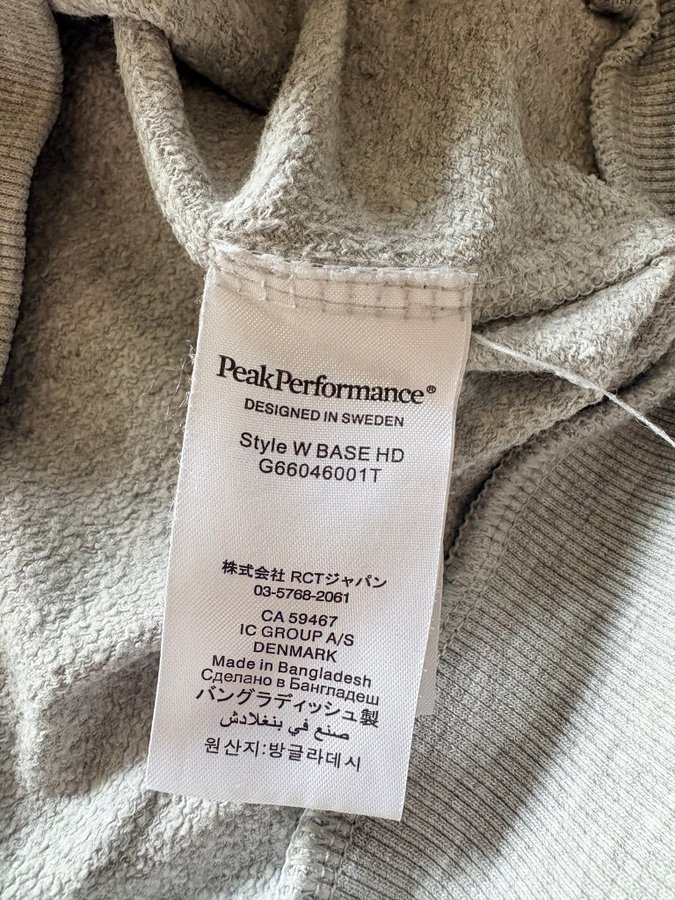 PeakPerformance®
DESIGNED IN SWEDEN
Style W BASE HD
G66046001T
株式会社 RCTジャパン
03-5768-2061
CA 59467
IC GROUP A/S
DENMARK
Made in Bangladesh
Сделано в Бангладеш
バングラディッシュ製
صنع في بنغلادش
원산지:방글라데시